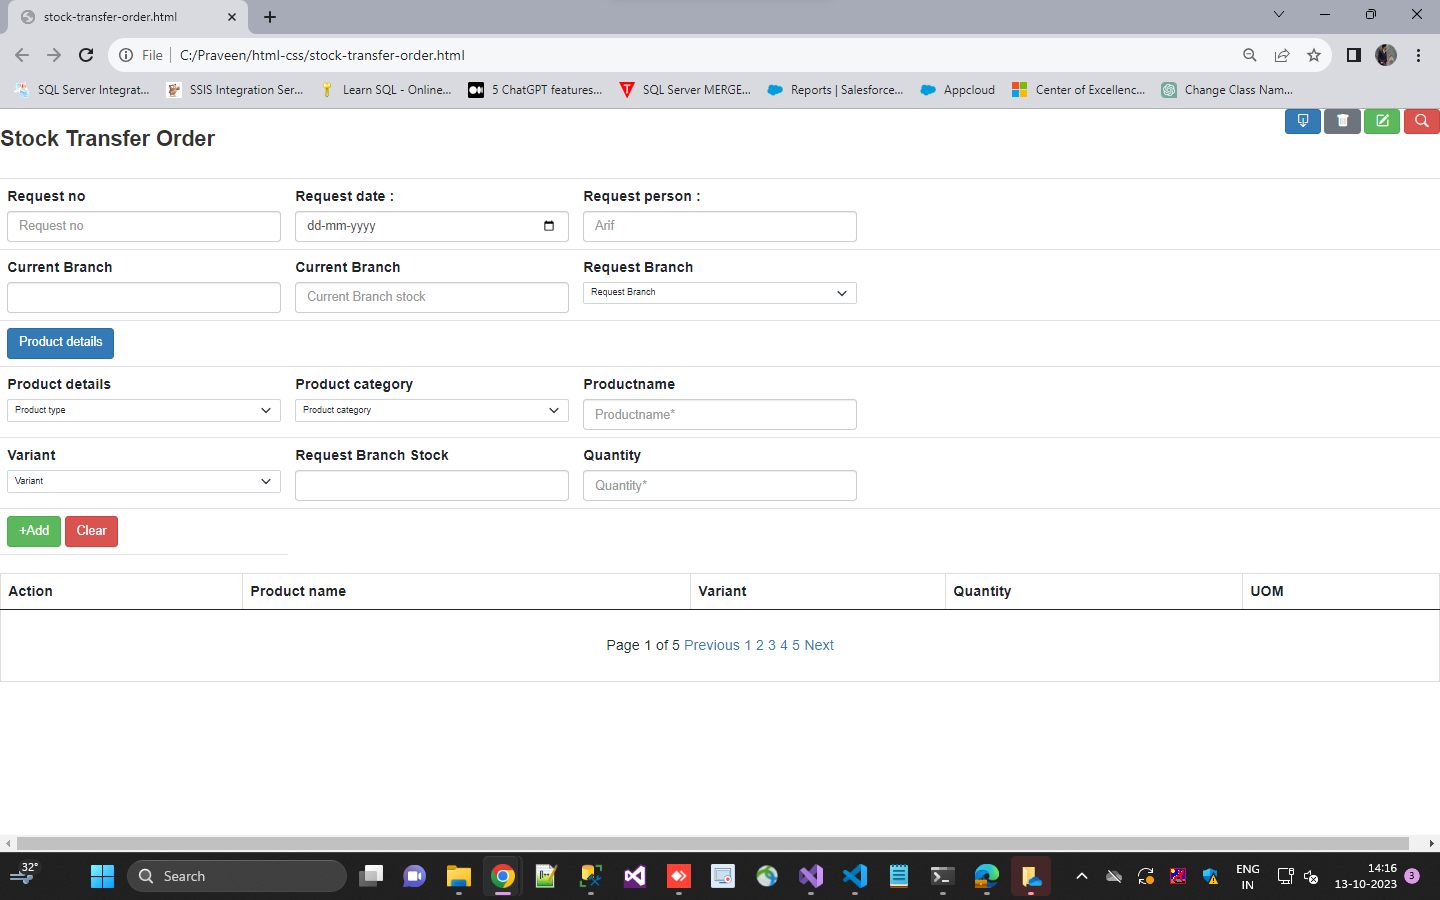 stock-transfer-order.html
File C:/Praveen/html-css/stock-transfer-order.html
SQL Server Integrat... SSIS Integration Ser... Learn SQL - Online... 5 ChatGPT features... SQL Server MERGE... Reports | Salesforce... Appcloud Center of Excellenc... Change Class Nam...
Stock Transfer Order
Request no Request date : Request person :
Request no dd-mm-yyyy Arif
Current Branch Current Branch Request Branch
Current Branch stock Request Branch
Product details
Product details Product category Productname
Product type Product category Productname*
Variant Request Branch Stock Quantity
Variant Quantity*
+Add Clear
Action Product name Variant Quantity UOM
Page 1 of 5 Previous 1 2 3 4 5 Next
32°
Search
ENG
IN
14:16
13-10-2023
3